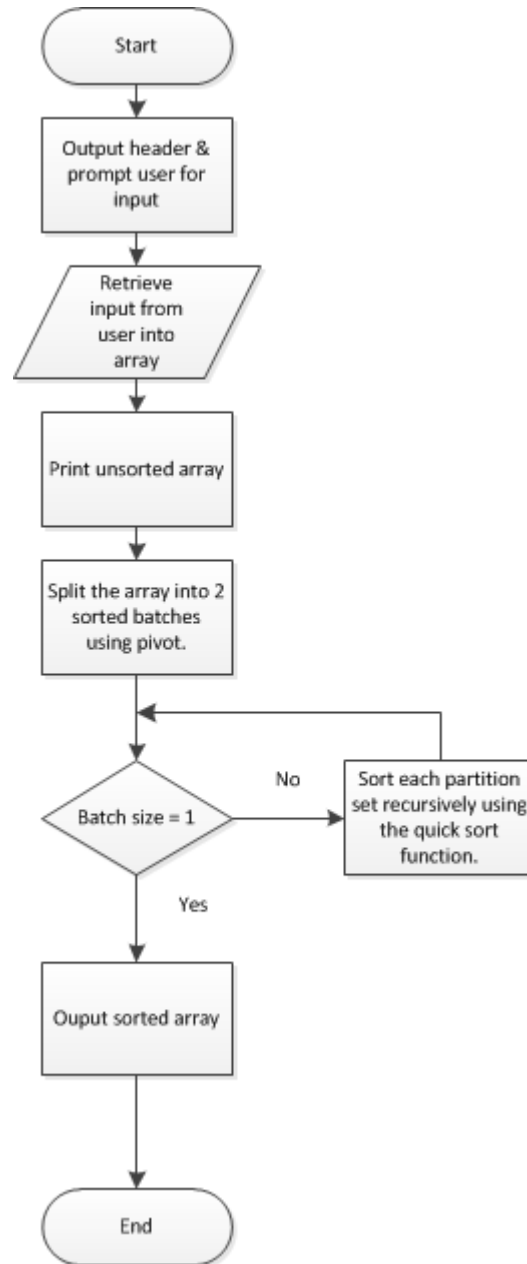 Start
Output header &
prompt user for
input
Retrieve
input from
user into
array
Print unsorted array
Split the array into 2
sorted batches
using pivot.
Batch size = 1
No
Sort each partition
set recursively using
the quick sort
function.
Yes
Ouput sorted array
End